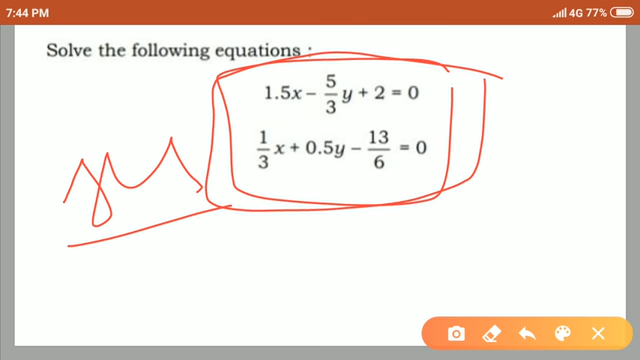 7:44 PM 4G 77%
Solve the following equations :
1.5x − 5/3 y + 2 = 0
1/3 x + 0.5y − 13/6 = 0